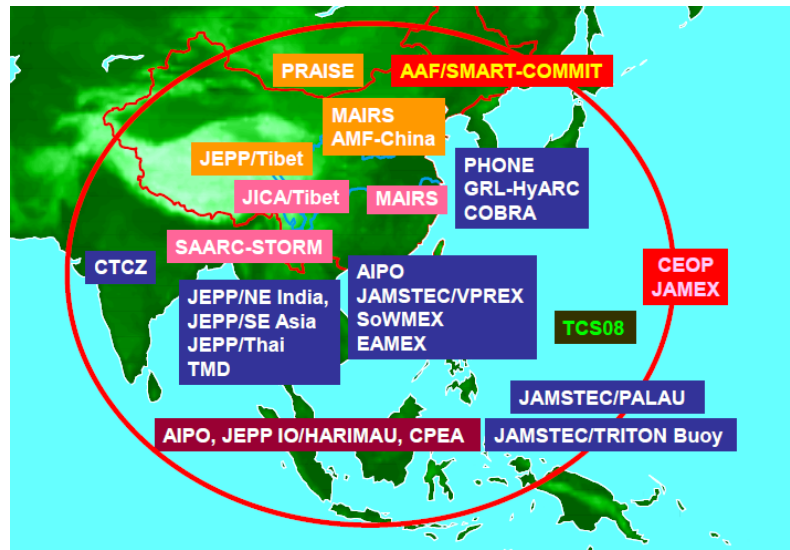 PRAISE
AAF/SMART-COMMIT
MAIRS
AMF-China
JEPP/Tibet
PHONE
GRL-HyARC
COBRA
JICA/Tibet
MAIRS
SAARC-STORM
CTCZ
AIPO
JAMSTEC/VPREX
SoWMEX
EAMEX
CEOP
JAMEX
JEPP/NE India,
JEPP/SE Asia
JEPP/Thai
TMD
TCS08
JAMSTEC/PALAU
AIPO, JEPP IO/HARIMAU, CPEA
JAMSTEC/TRITON Buoy